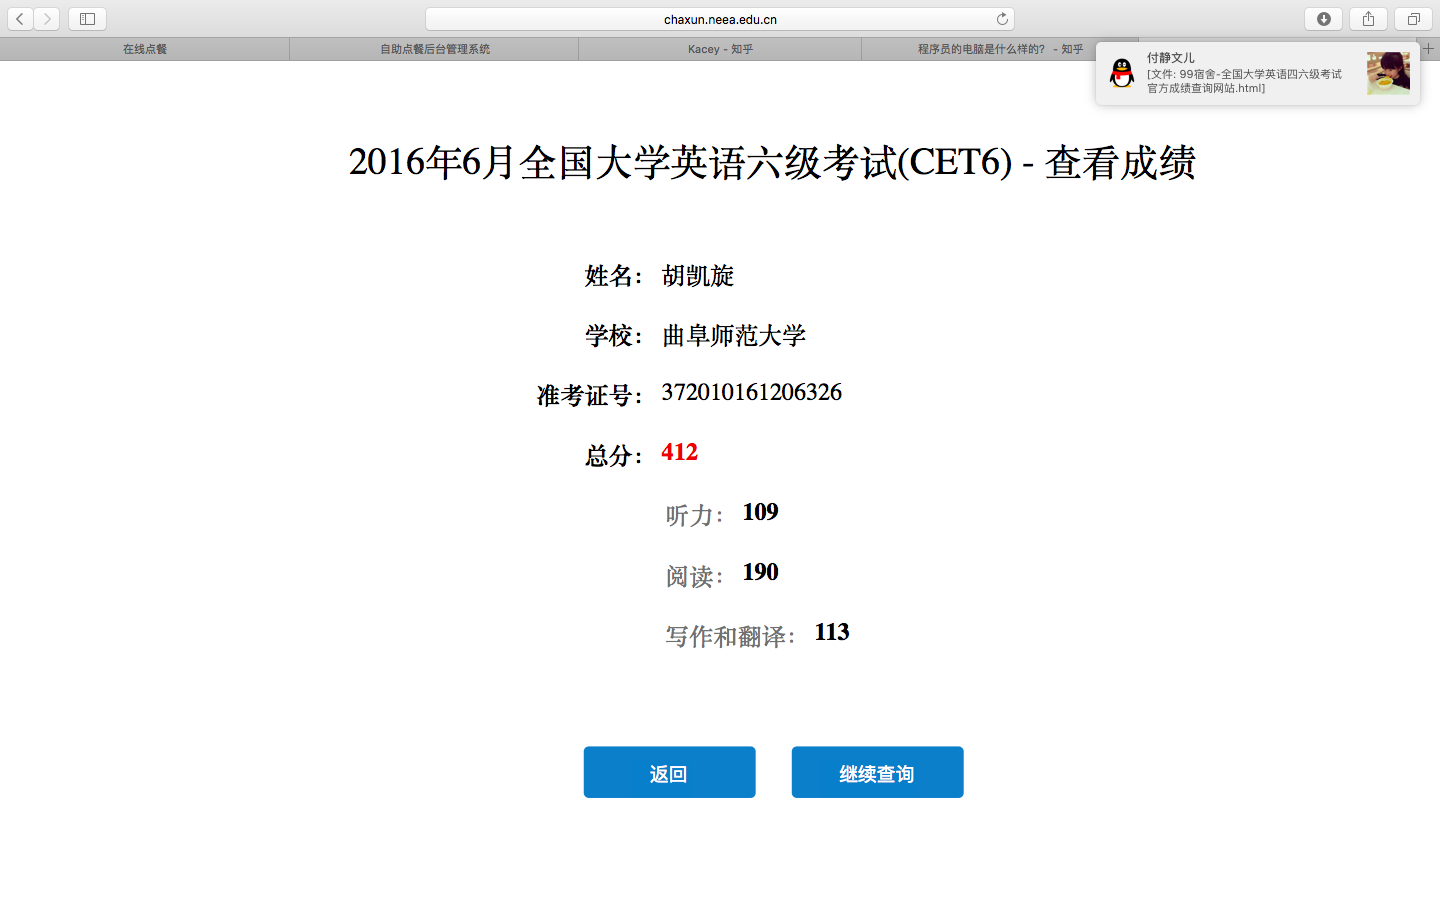 chaxun.neea.edu.cn
在线点餐
自助点餐后台管理系统
Kacey - 知乎
程序员的电脑是什么样的? - 知乎
付静文儿
[文件: 99宿舍-全国大学英语四六级考试
官方成绩查询网站.html]
2016年6月全国大学英语六级考试(CET6) - 查看成绩
姓名: 胡凯旋
学校: 曲阜师范大学
准考证号: 372010161206326
总分: 412
听力: 109
阅读: 190
写作和翻译: 113
返回
继续查询